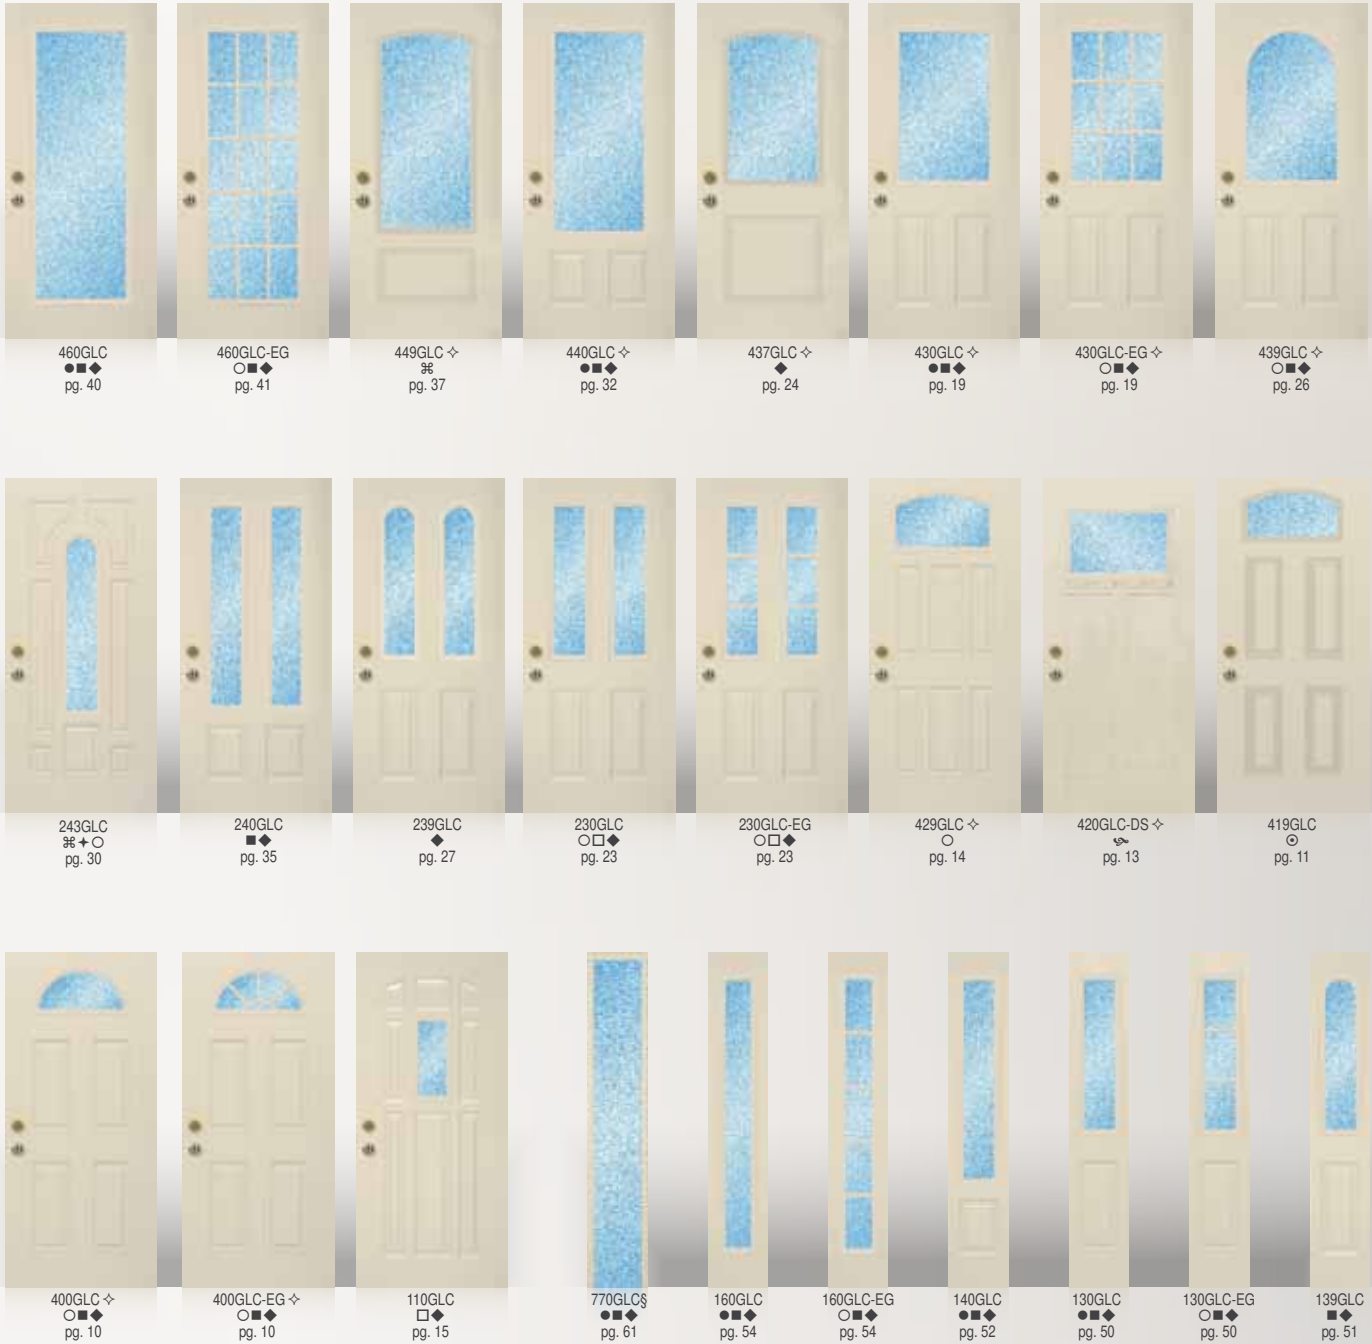 460GLC
●■◆
pg. 40
460GLC-EG
○■◆
pg. 41
449GLC ✧
⌘
pg. 37
440GLC ✧
●■◆
pg. 32
437GLC ✧
◆
pg. 24
430GLC ✧
●■◆
pg. 19
430GLC-EG ✧
○■◆
pg. 19
439GLC ✧
○■◆
pg. 26
243GLC
⌘✦○
pg. 30
240GLC
■◆
pg. 35
239GLC
◆
pg. 27
230GLC
○□◆
pg. 23
230GLC-EG
○□◆
pg. 23
429GLC ✧
○
pg. 14
420GLC-DS ✧
pg. 13
419GLC
⊙
pg. 11
400GLC ✧
○■◆
pg. 10
400GLC-EG ✧
○■◆
pg. 10
110GLC
□◆
pg. 15
770GLC§
●■◆
pg. 61
160GLC
●■◆
pg. 54
160GLC-EG
○■◆
pg. 54
140GLC
●■◆
pg. 52
130GLC
●■◆
pg. 50
130GLC-EG
○■◆
pg. 50
139GLC
■◆
pg. 51